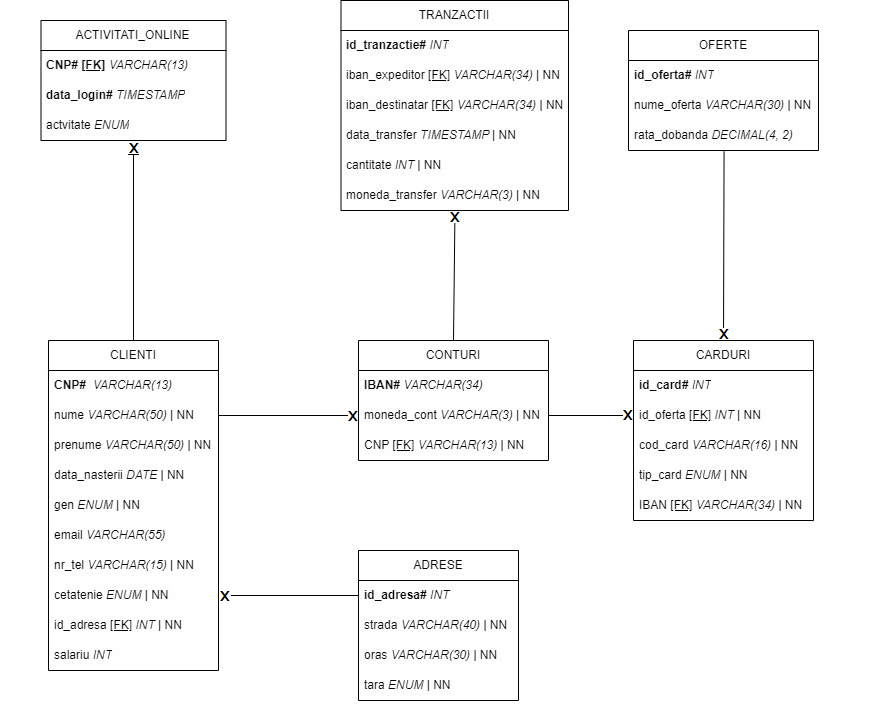 ACTIVITATI_ONLINE
CNP# [FK] VARCHAR(13)
data_login# TIMESTAMP
actvitate ENUM
X
TRANZACTII
id_tranzactie# INT
iban_expeditor [FK] VARCHAR(34) | NN
iban_destinatar [FK] VARCHAR(34) | NN
data_transfer TIMESTAMP | NN
cantitate INT | NN
moneda_transfer VARCHAR(3) | NN
X
OFERTE
id_oferta# INT
nume_oferta VARCHAR(30) | NN
rata_dobanda DECIMAL(4, 2)
X
CLIENTI
CNP# VARCHAR(13)
nume VARCHAR(50) | NN
prenume VARCHAR(50) | NN
data_nasterii DATE | NN
gen ENUM | NN
email VARCHAR(55)
nr_tel VARCHAR(15) | NN
cetatenie ENUM | NN
id_adresa [FK] INT | NN
salariu INT
X
CONTURI
IBAN# VARCHAR(34)
moneda_cont VARCHAR(3) | NN
CNP [FK] VARCHAR(13) | NN
X
CARDURI
id_card# INT
id_oferta [FK] INT | NN
cod_card VARCHAR(16) | NN
tip_card ENUM | NN
IBAN [FK] VARCHAR(34) | NN
X
ADRESE
id_adresa# INT
strada VARCHAR(40) | NN
oras VARCHAR(30) | NN
tara ENUM | NN